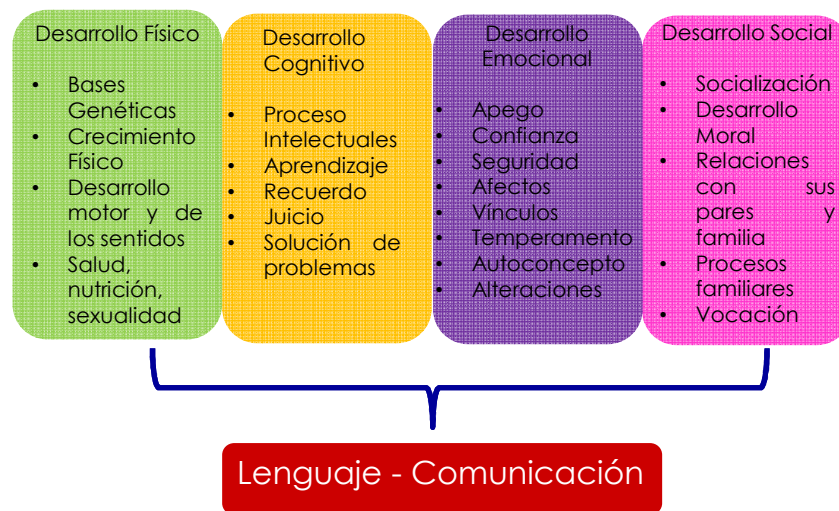 Desarrollo Físico
• Bases
Genéticas
• Crecimiento
Físico
• Desarrollo
motor y de
los sentidos
• Salud,
nutrición,
sexualidad
Desarrollo
Cognitivo
• Proceso
Intelectuales
• Aprendizaje
• Recuerdo
• Juicio
• Solución de
problemas
Desarrollo
Emocional
• Apego
• Confianza
• Seguridad
• Afectos
• Vínculos
• Temperamento
• Autoconcepto
• Alteraciones
Desarrollo Social
• Socialización
• Desarrollo
Moral
• Relaciones
con sus
pares y
familia
• Procesos
familiares
• Vocación
Lenguaje - Comunicación